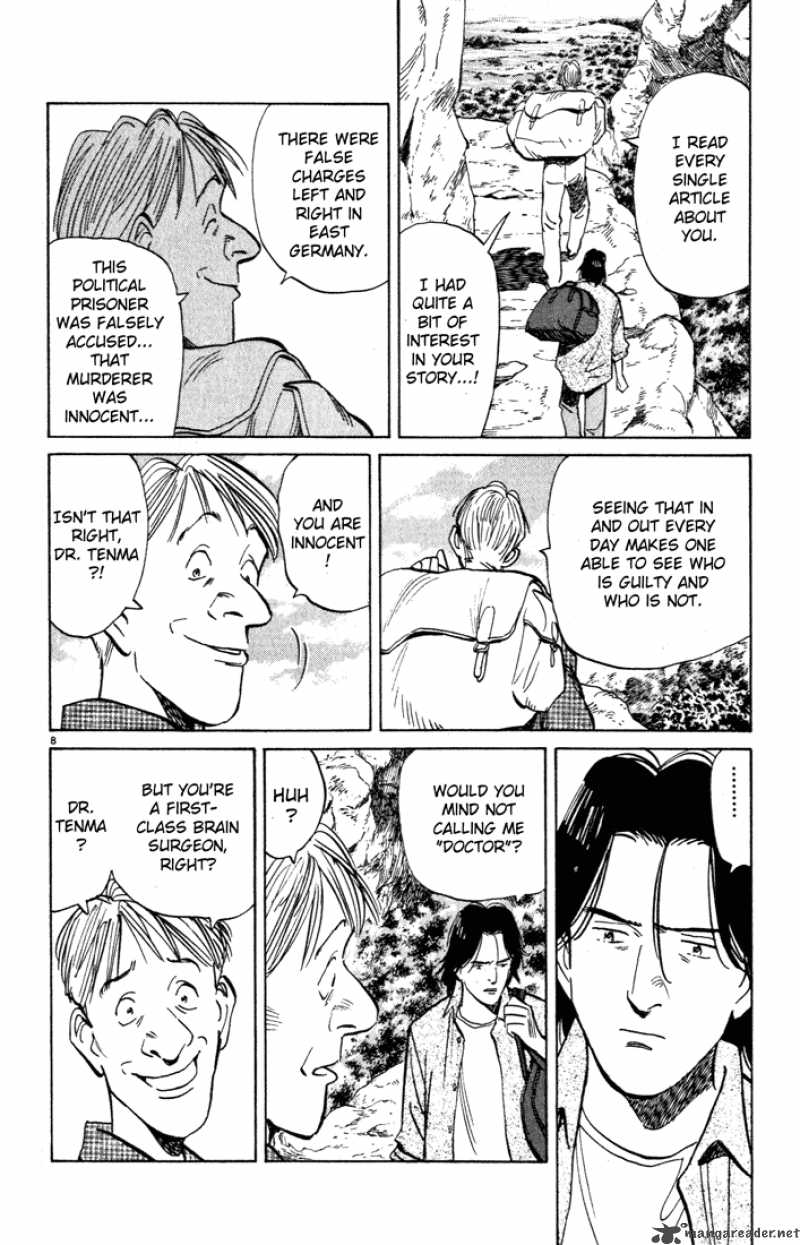 I READ
EVERY
SINGLE
ARTICLE
ABOUT
YOU.
I HAD
QUITE A
BIT OF
INTEREST
IN YOUR
STORY...!
THERE WERE
FALSE
CHARGES
LEFT AND
RIGHT IN
EAST
GERMANY.
THIS
POLITICAL
PRISONER
WAS FALSELY
ACCUSED...
THAT
MURDERER
WAS
INNOCENT...
SEEING THAT IN
AND OUT EVERY
DAY MAKES ONE
ABLE TO SEE WHO
IS GUILTY AND
WHO IS NOT.
AND
YOU ARE
INNOCENT
!
ISN'T THAT
RIGHT,
DR. TENMA
?!
8
.........
WOULD YOU
MIND NOT
CALLING ME
"DOCTOR"?
HUH
?
BUT YOU'RE
A FIRST-
CLASS BRAIN
SURGEON,
RIGHT?
DR.
TENMA
?
mangareader.net